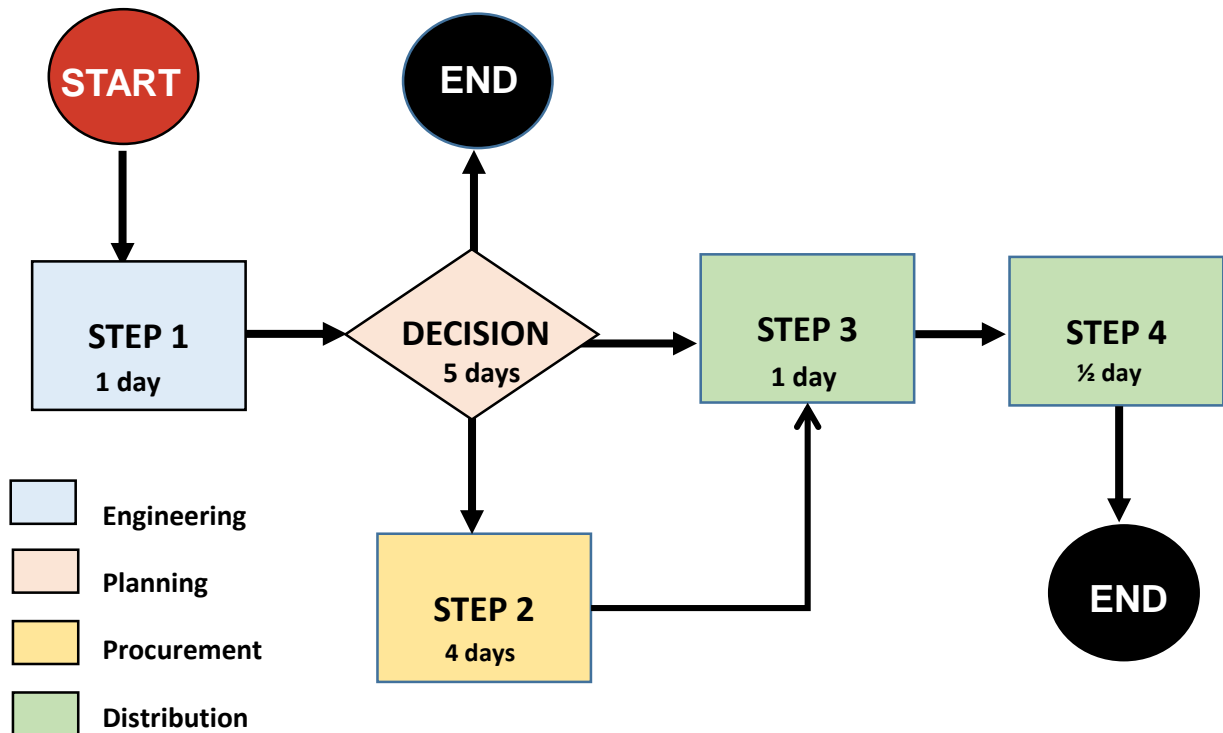 START
END
STEP 1
1 day
DECISION
5 days
STEP 3
1 day
STEP 4
½ day
Engineering
Planning
Procurement
Distribution
STEP 2
4 days
END